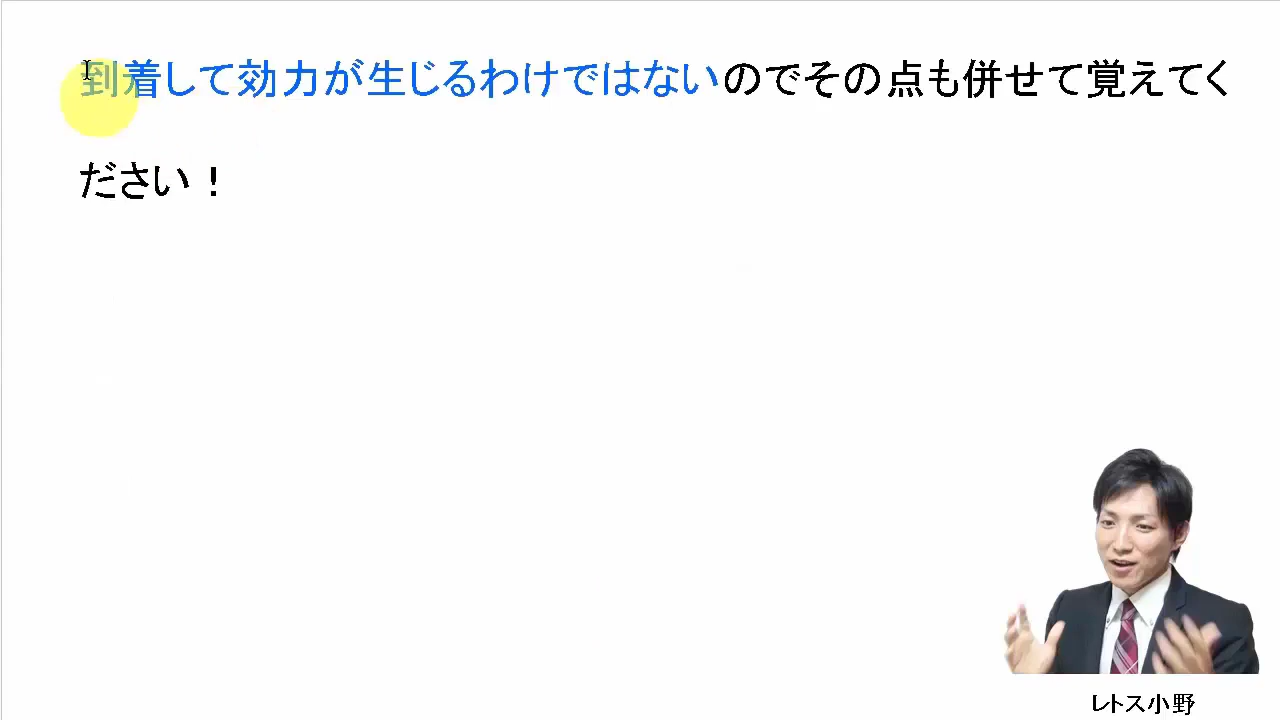 到着して効力が生じるわけではないのでその点も併せて覚えてく
ださい！
レトス小野